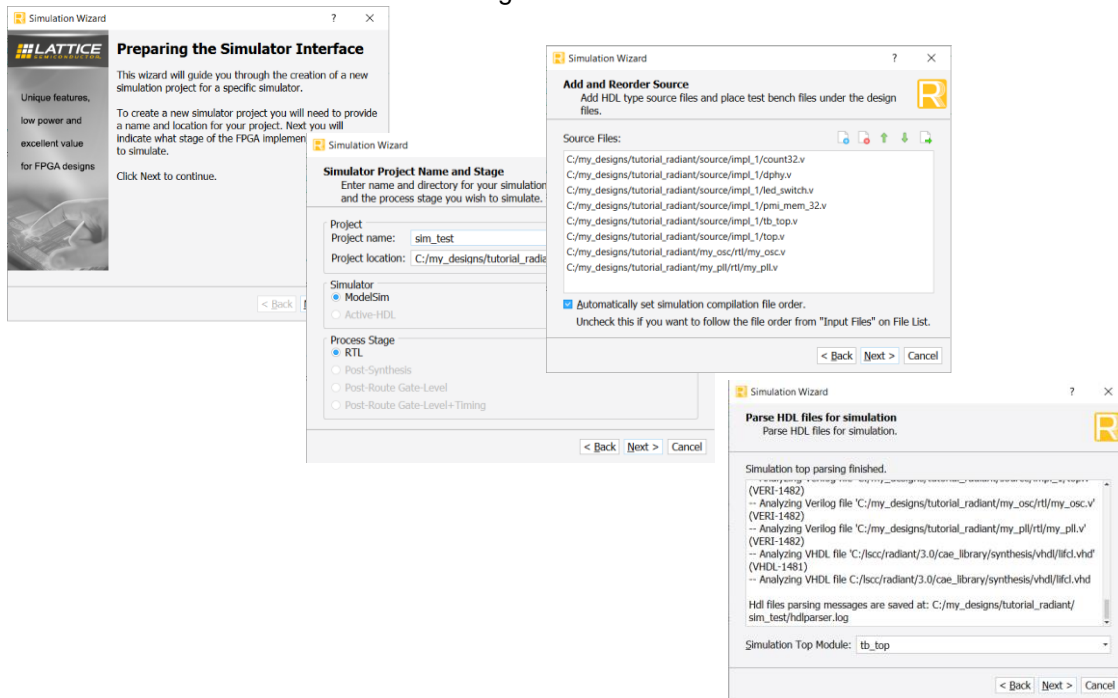 Simulation Wizard
LATTICE
SEMICONDUCTOR
Unique features,
low power and
excellent value
for FPGA designs
Preparing the Simulator Interface
This wizard will guide you through the creation of a new
simulation project for a specific simulator.
To create a new simulator project you will need to provide
a name and location for your project. Next you will
indicate what stage of the FPGA implemen
to simulate.
Click Next to continue.
< Back
Simulation Wizard
Simulator Project Name and Stage
Enter name and directory for your simulation
and the process stage you wish to simulate.
Project
Project name: sim_test
Project location: C:/my_designs/tutorial_radia
Simulator
ModelSim
Active-HDL
Process Stage
RTL
Post-Synthesis
Post-Route Gate-Level
Post-Route Gate-Level+Timing
< Back Next > Cancel
Simulation Wizard
Add and Reorder Source
Add HDL type source files and place test bench files under the design
files.
Source Files:
C:/my_designs/tutorial_radiant/source/impl_1/count32.v
C:/my_designs/tutorial_radiant/source/impl_1/dphy.v
C:/my_designs/tutorial_radiant/source/impl_1/led_switch.v
C:/my_designs/tutorial_radiant/source/impl_1/pmi_mem_32.v
C:/my_designs/tutorial_radiant/source/impl_1/tb_top.v
C:/my_designs/tutorial_radiant/source/impl_1/top.v
C:/my_designs/tutorial_radiant/my_osc/rtl/my_osc.v
C:/my_designs/tutorial_radiant/my_pll/rtl/my_pll.v
Automatically set simulation compilation file order.
Uncheck this if you want to follow the file order from "Input Files" on File List.
< Back Next > Cancel
Simulation Wizard
Parse HDL files for simulation
Parse HDL files for simulation.
Simulation top parsing finished.
(VERI-1482)
-- Analyzing Verilog file 'C:/my_designs/tutorial_radiant/my_osc/rtl/my_osc.v'
(VERI-1482)
-- Analyzing Verilog file 'C:/my_designs/tutorial_radiant/my_pll/rtl/my_pll.v'
(VERI-1482)
-- Analyzing VHDL file 'C:/lscc/radiant/3.0/cae_library/synthesis/vhdl/lifcl.vhd'
(VHDL-1481)
-- Analyzing VHDL file C:/lscc/radiant/3.0/cae_library/synthesis/vhdl/lifcl.vhd
Hdl files parsing messages are saved at: C:/my_designs/tutorial_radiant/
sim_test/hdlparser.log
Simulation Top Module: tb_top
< Back Next > Cancel